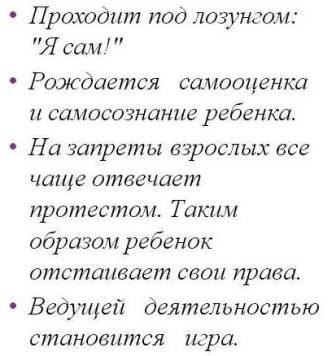 • Проходит под лозунгом:
"Я сам!"
• Рождается самооценка
и самосознание ребенка.
• На запреты взрослых все
чаще отвечает
протестом. Таким
образом ребенок
отстаивает свои права.
• Ведущей деятельностью
становится игра.